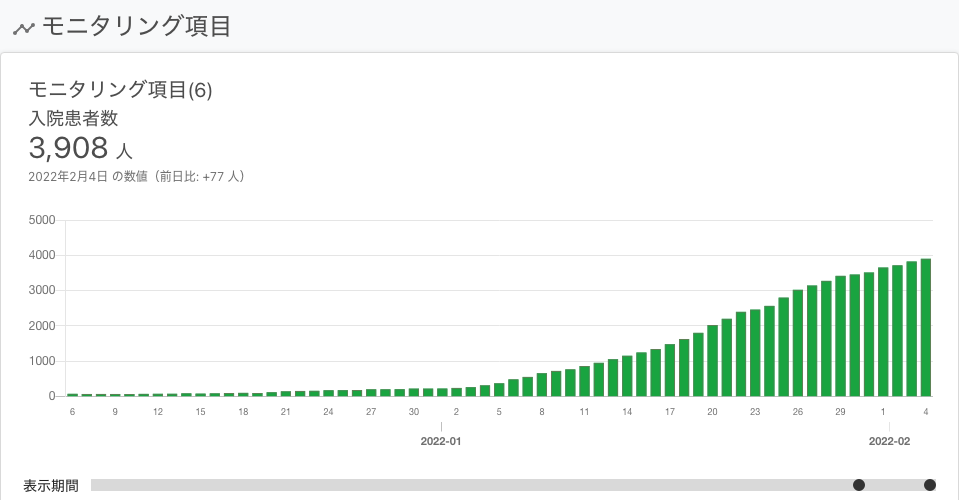 モニタリング項目
モニタリング項目(6)
入院患者数
3,908 人
2022年2月4日 の数値（前日比: +77 人）
5000
4000
3000
2000
1000
0
6 9 12 15 18 21 24 27 30 2 5 8 11 14 17 20 23 26 29 1 4
2022-01 2022-02
表示期間